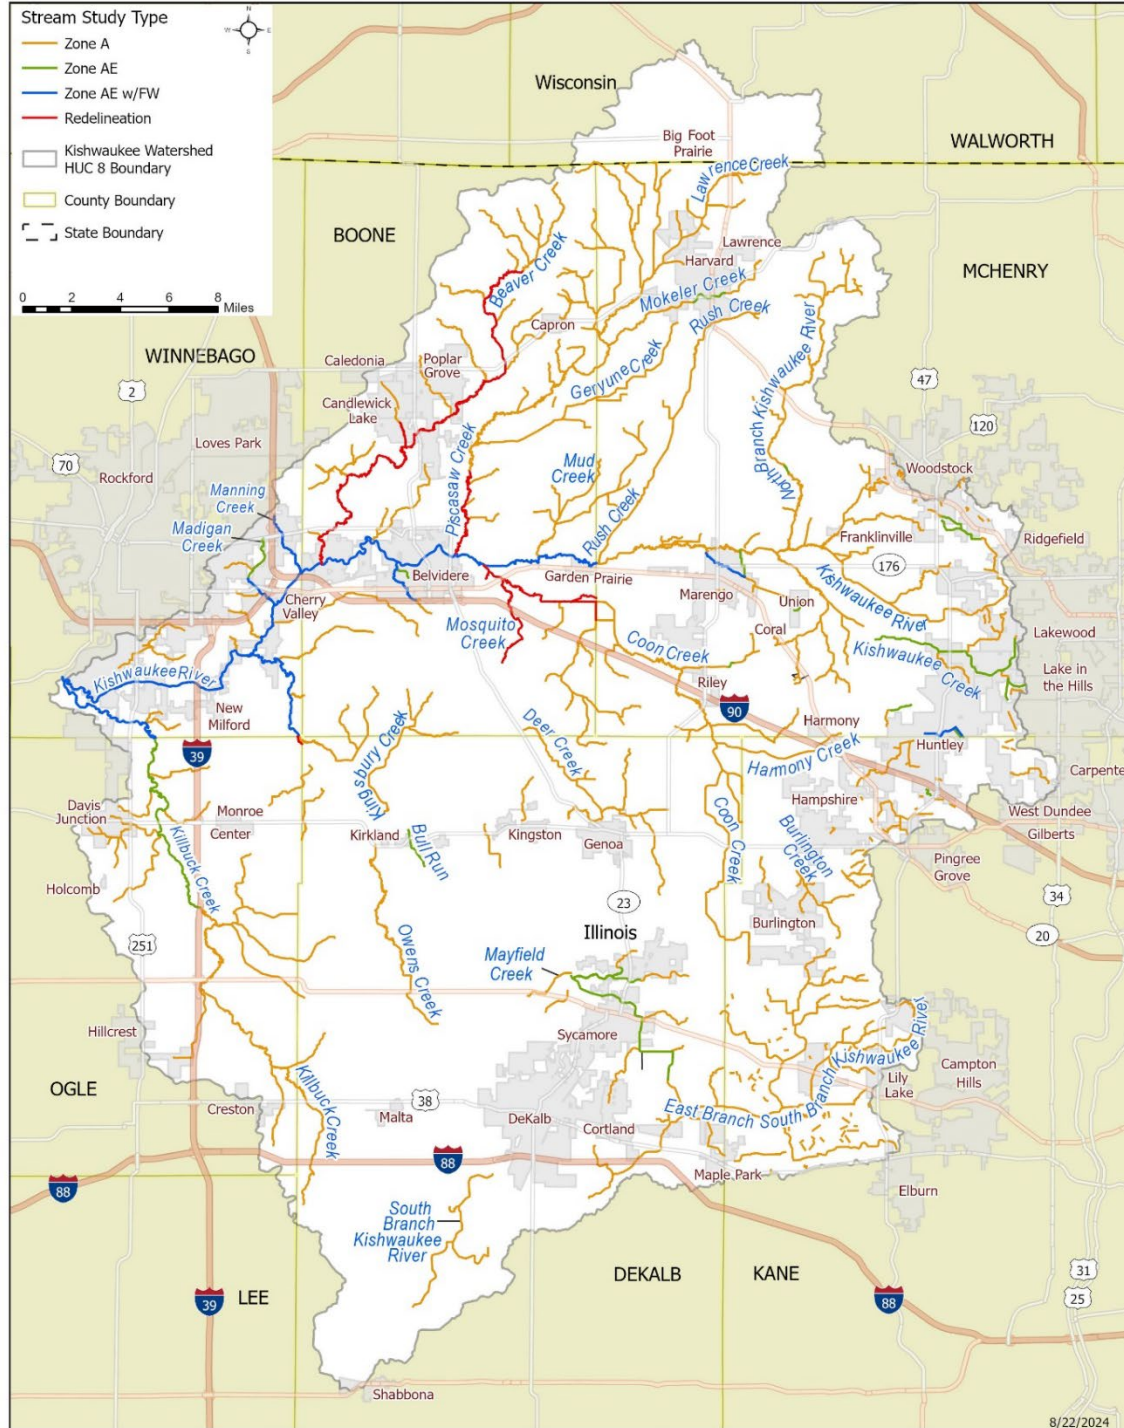 Stream Study Type
N
W
E
S
Zone A
Zone AE
Zone AE w/FW
Redelineation
Kishwaukee Watershed
HUC 8 Boundary
County Boundary
State Boundary
0 2 4 6 8
Miles
Wisconsin
Big Foot
Prairie
WALWORTH
Lawrence Creek
BOONE
Lawrence
Harvard
MCHENRY
Beaver Creek
Mokeler Creek
Rush Creek
Capron
WINNEBAGO
Caledonia
Poplar
Grove
Geryune Creek
North Branch Kishwaukee River
2
47
Candlewick
Lake
120
Loves Park
70
Rockford
Piscasaw Creek
Mud
Creek
Woodstock
Manning
Creek
Madigan
Creek
Rush Creek
Franklinville
Ridgefield
176
Belvidere
Garden Prairie
Marengo
Kishwaukee River
Cherry
Valley
Union
Mosquito
Creek
Coral
Lakewood
Coon Creek
Kishwaukee
Creek
Lake in
the Hills
Kishwaukee River
Riley
90
New
Milford
Deer Creek
Harmony
39
Kingsbury Creek
Harmony Creek
Huntley
Carpente
Davis
Junction
Monroe
Center
Hampshire
West Dundee
Gilberts
Killbuck Creek
Kirkland
Bull Run
Kingston
Genoa
Coon Creek
Burlington
Creek
Pingree
Grove
Holcomb
34
23
Burlington
20
251
Illinois
Owens Creek
Mayfield
Creek
Hillcrest
Sycamore
East Branch South Branch Kishwaukee River
OGLE
Killbuck Creek
Lily
Lake
Campton
Hills
Creston
38
Malta
DeKalb
Cortland
88
Maple Park
88
Elburn
South
Branch
Kishwaukee
River
DEKALB
KANE
31
LEE
39
88
25
Shabbona
8/22/2024